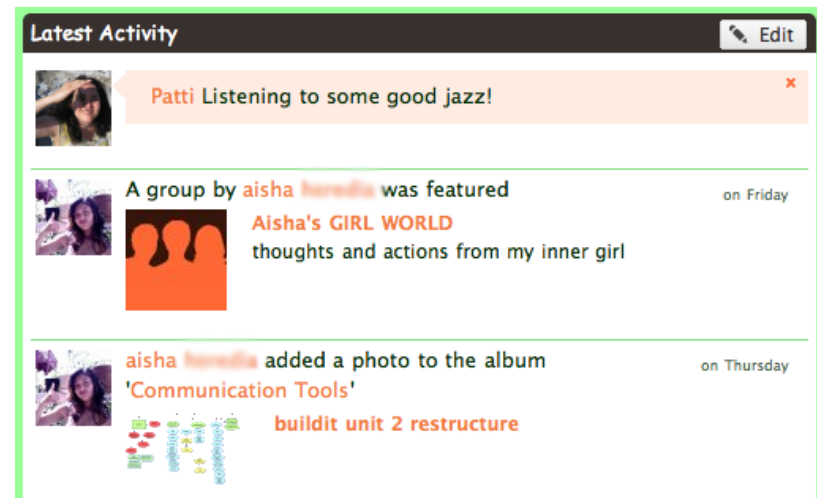 Latest Activity
Edit
Patti Listening to some good jazz!
x
A group by aisha was featured
on Friday
Aisha's GIRL WORLD
thoughts and actions from my inner girl
aisha added a photo to the album
on Thursday
'Communication Tools'
buildit unit 2 restructure